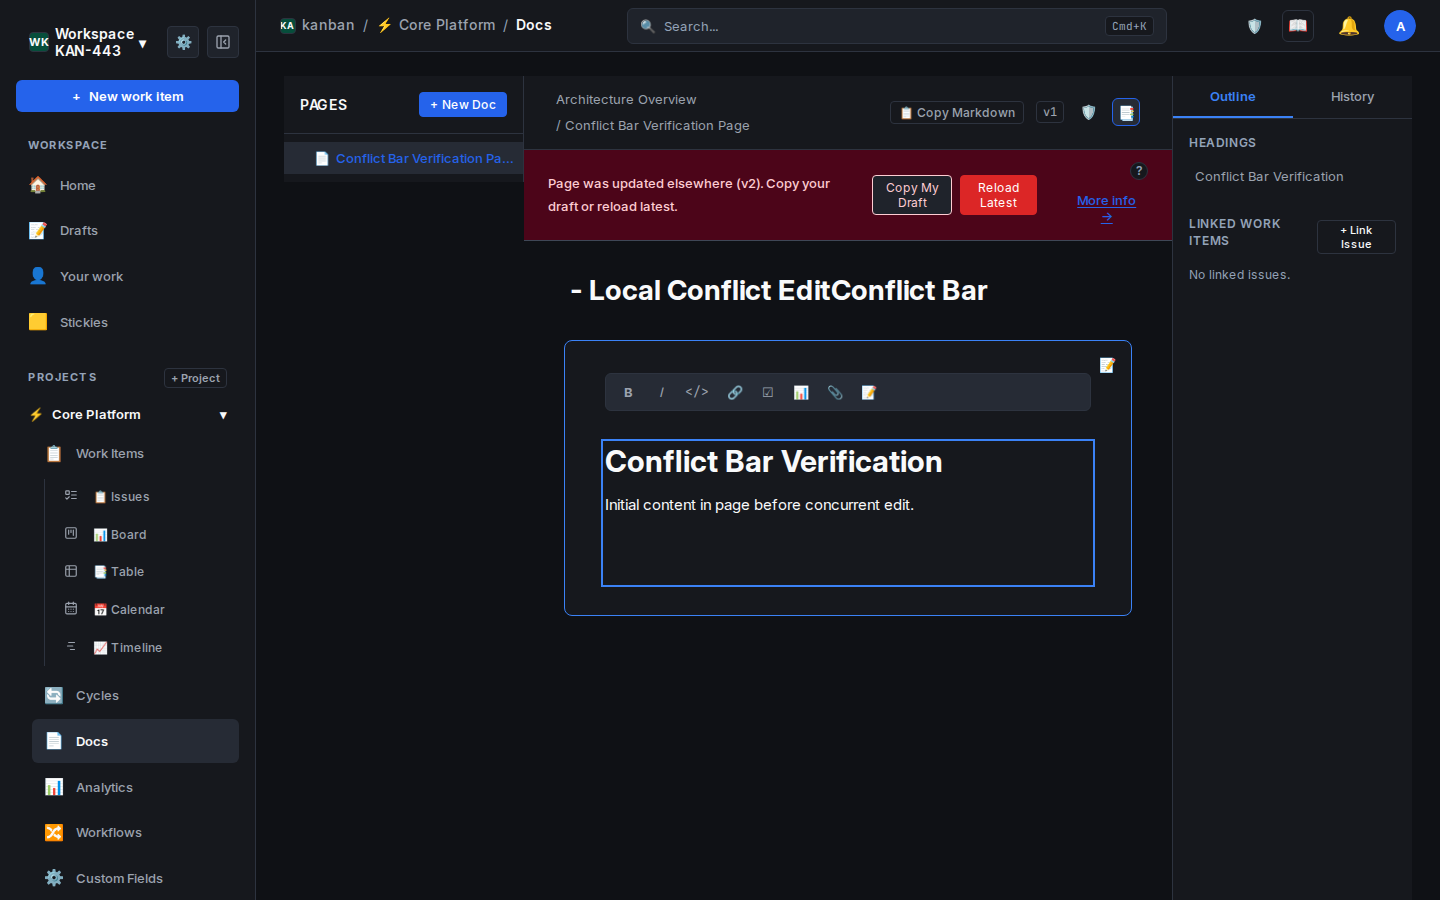 WK
Workspace
KAN-443
+ New work item
WORKSPACE
Home
Drafts
Your work
Stickies
PROJECTS
+ Project
Core Platform
Work Items
Issues
Board
Table
Calendar
Timeline
Cycles
Docs
Analytics
Workflows
Custom Fields
KA kanban / Core Platform / Docs
Search...
Cmd+K
A
PAGES
+ New Doc
Conflict Bar Verification Pa...
Architecture Overview
/ Conflict Bar Verification Page
Copy Markdown
v1
Page was updated elsewhere (v2). Copy your
draft or reload latest.
Copy My
Draft
Reload
Latest
?
More info
→
- Local Conflict EditConflict Bar
B I </>
Conflict Bar Verification
Initial content in page before concurrent edit.
Outline
History
HEADINGS
Conflict Bar Verification
LINKED WORK
ITEMS
+ Link
Issue
No linked issues.